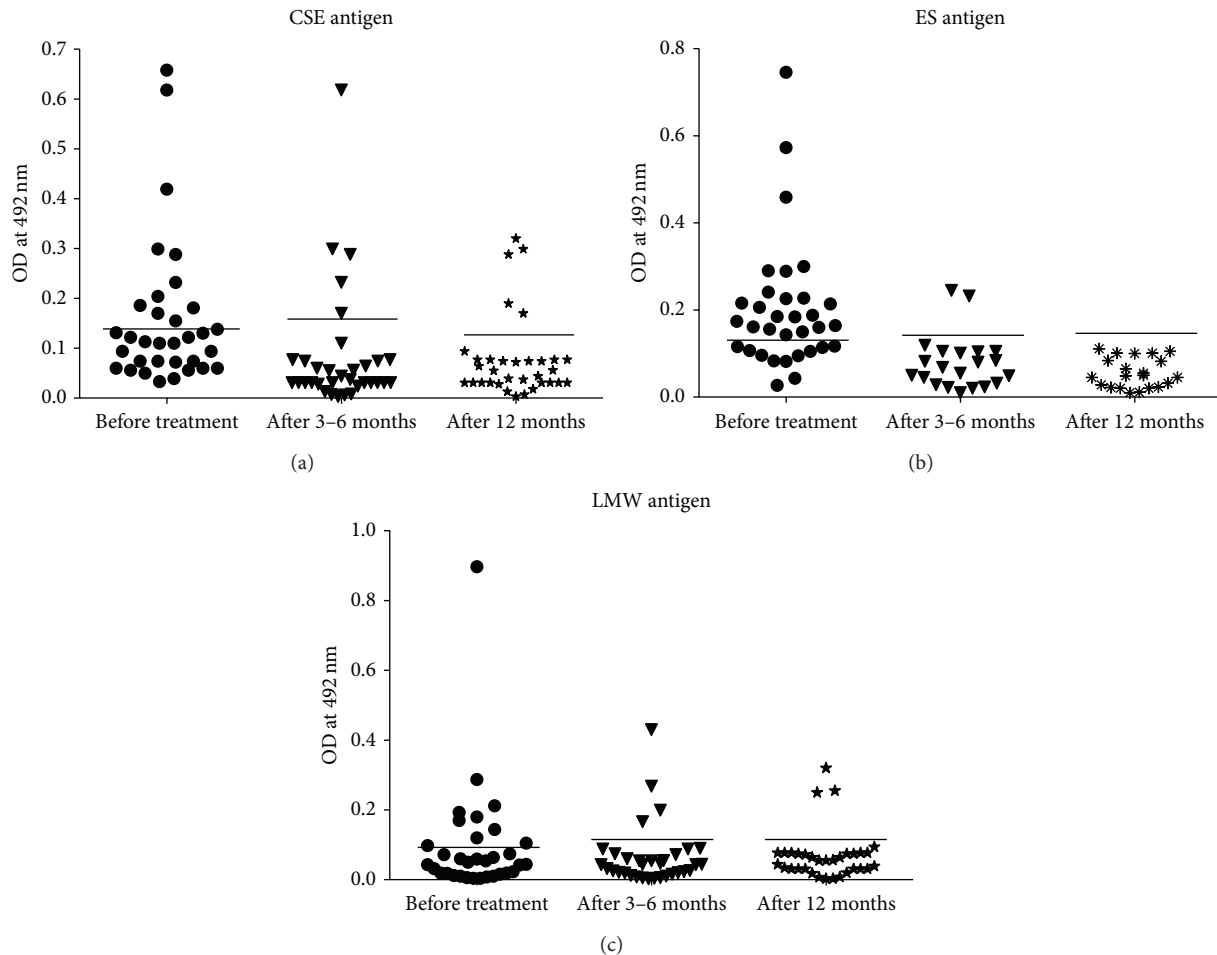 CSE antigen
OD at 492 nm
0.7
0.6
0.5
0.4
0.3
0.2
0.1
0.0
Before treatment
After 3–6 months
After 12 months
(a)
ES antigen
OD at 492 nm
0.8
0.6
0.4
0.2
0.0
Before treatment
After 3–6 months
After 12 months
(b)
LMW antigen
OD at 492 nm
1.0
0.8
0.6
0.4
0.2
0.0
Before treatment
After 3–6 months
After 12 months
(c)